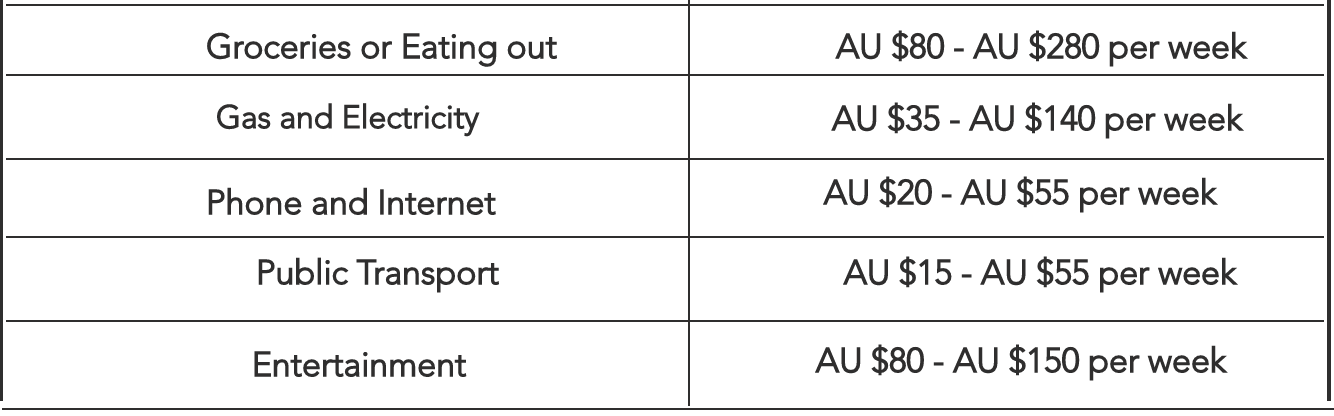 Groceries or Eating out AU $80 - AU $280 per week
Gas and Electricity AU $35 - AU $140 per week
Phone and Internet AU $20 - AU $55 per week
Public Transport AU $15 - AU $55 per week
Entertainment AU $80 - AU $150 per week